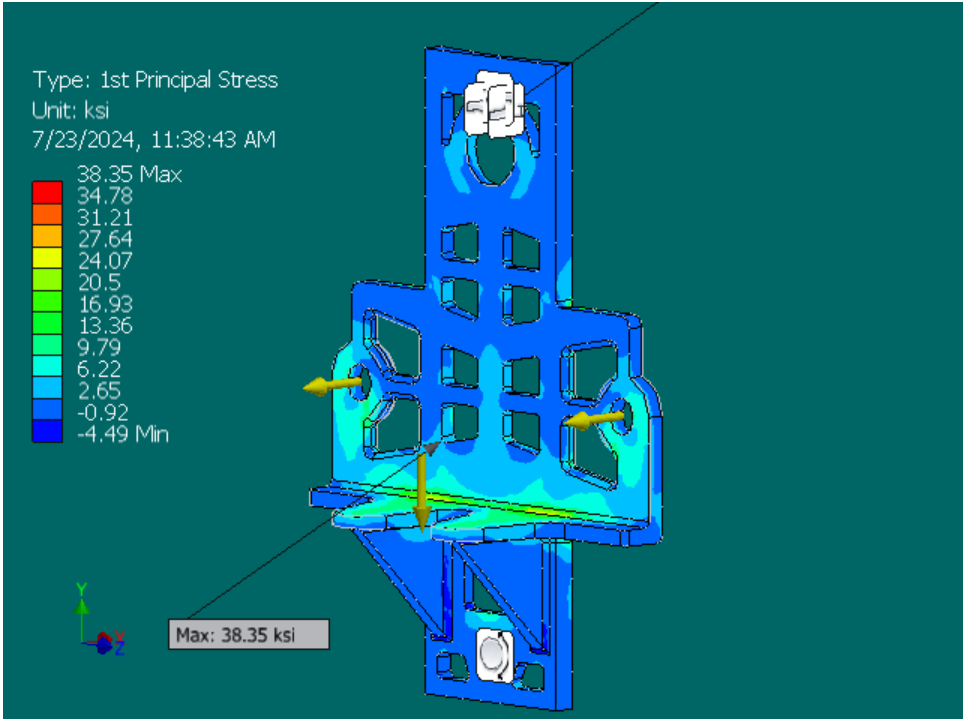 Type: 1st Principal Stress
Unit: ksi
7/23/2024, 11:38:43 AM
38.35 Max
34.78
31.21
27.64
24.07
20.5
16.93
13.36
9.79
6.22
2.65
-0.92
-4.49 Min
Y
X
Z
Max: 38.35 ksi